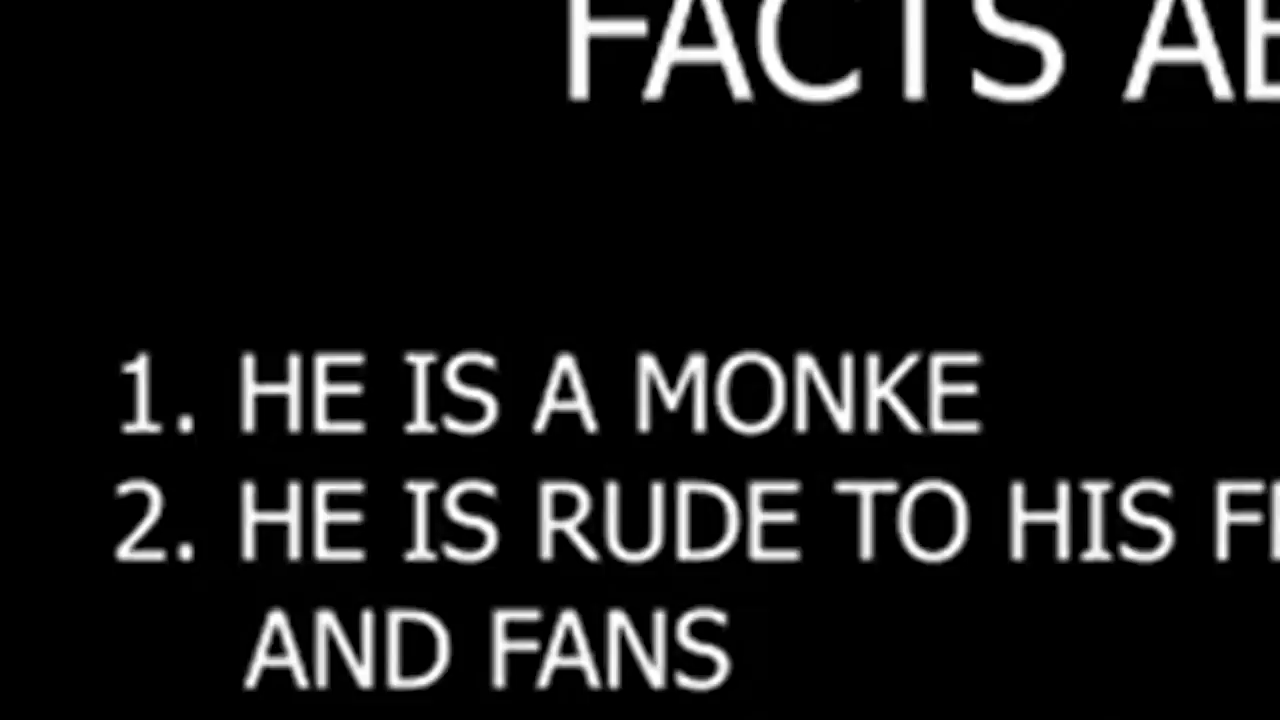 FACTS
1. HE IS A MONKE
2. HE IS RUDE TO HIS
AND FANS